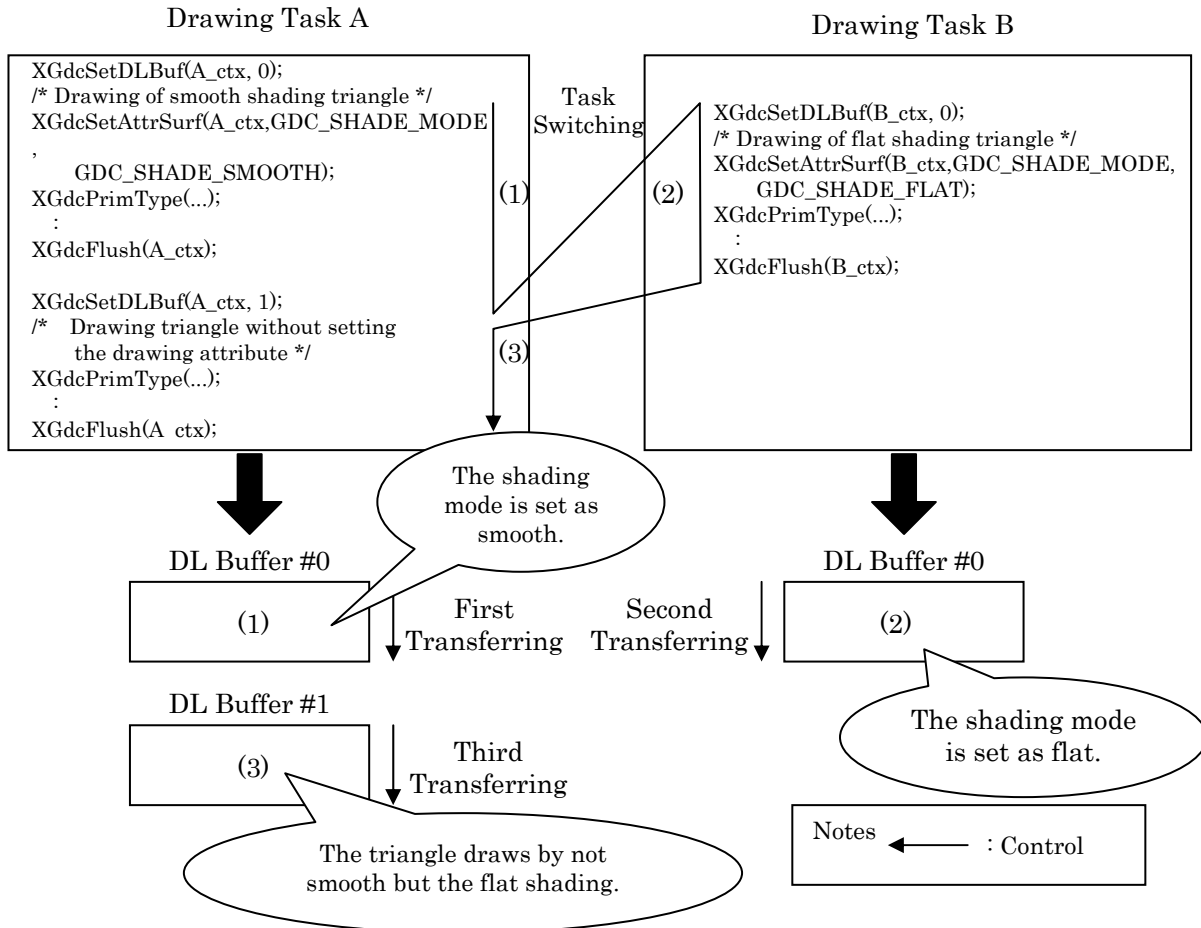 Drawing Task A
XGdcSetDLBuf(A_ctx, 0);
/* Drawing of smooth shading triangle */
XGdcSetAttrSurf(A_ctx,GDC_SHADE_MODE
,
GDC_SHADE_SMOOTH);
XGdcPrimType(...);
:
XGdcFlush(A_ctx);
XGdcSetDLBuf(A_ctx, 1);
/* Drawing triangle without setting
the drawing attribute */
XGdcPrimType(...);
:
XGdcFlush(A ctx);
Task
Switching
(1)
(2)
(3)
Drawing Task B
XGdcSetDLBuf(B_ctx, 0);
/* Drawing of flat shading triangle */
XGdcSetAttrSurf(B_ctx,GDC_SHADE_MODE,
GDC_SHADE_FLAT);
XGdcPrimType(...);
:
XGdcFlush(B_ctx);
The shading
mode is set as
smooth.
DL Buffer #0
(1)
First
Transferring
Second
Transferring
DL Buffer #0
(2)
The shading mode
is set as flat.
DL Buffer #1
(3)
Third
Transferring
The triangle draws by not
smooth but the flat shading.
Notes
: Control